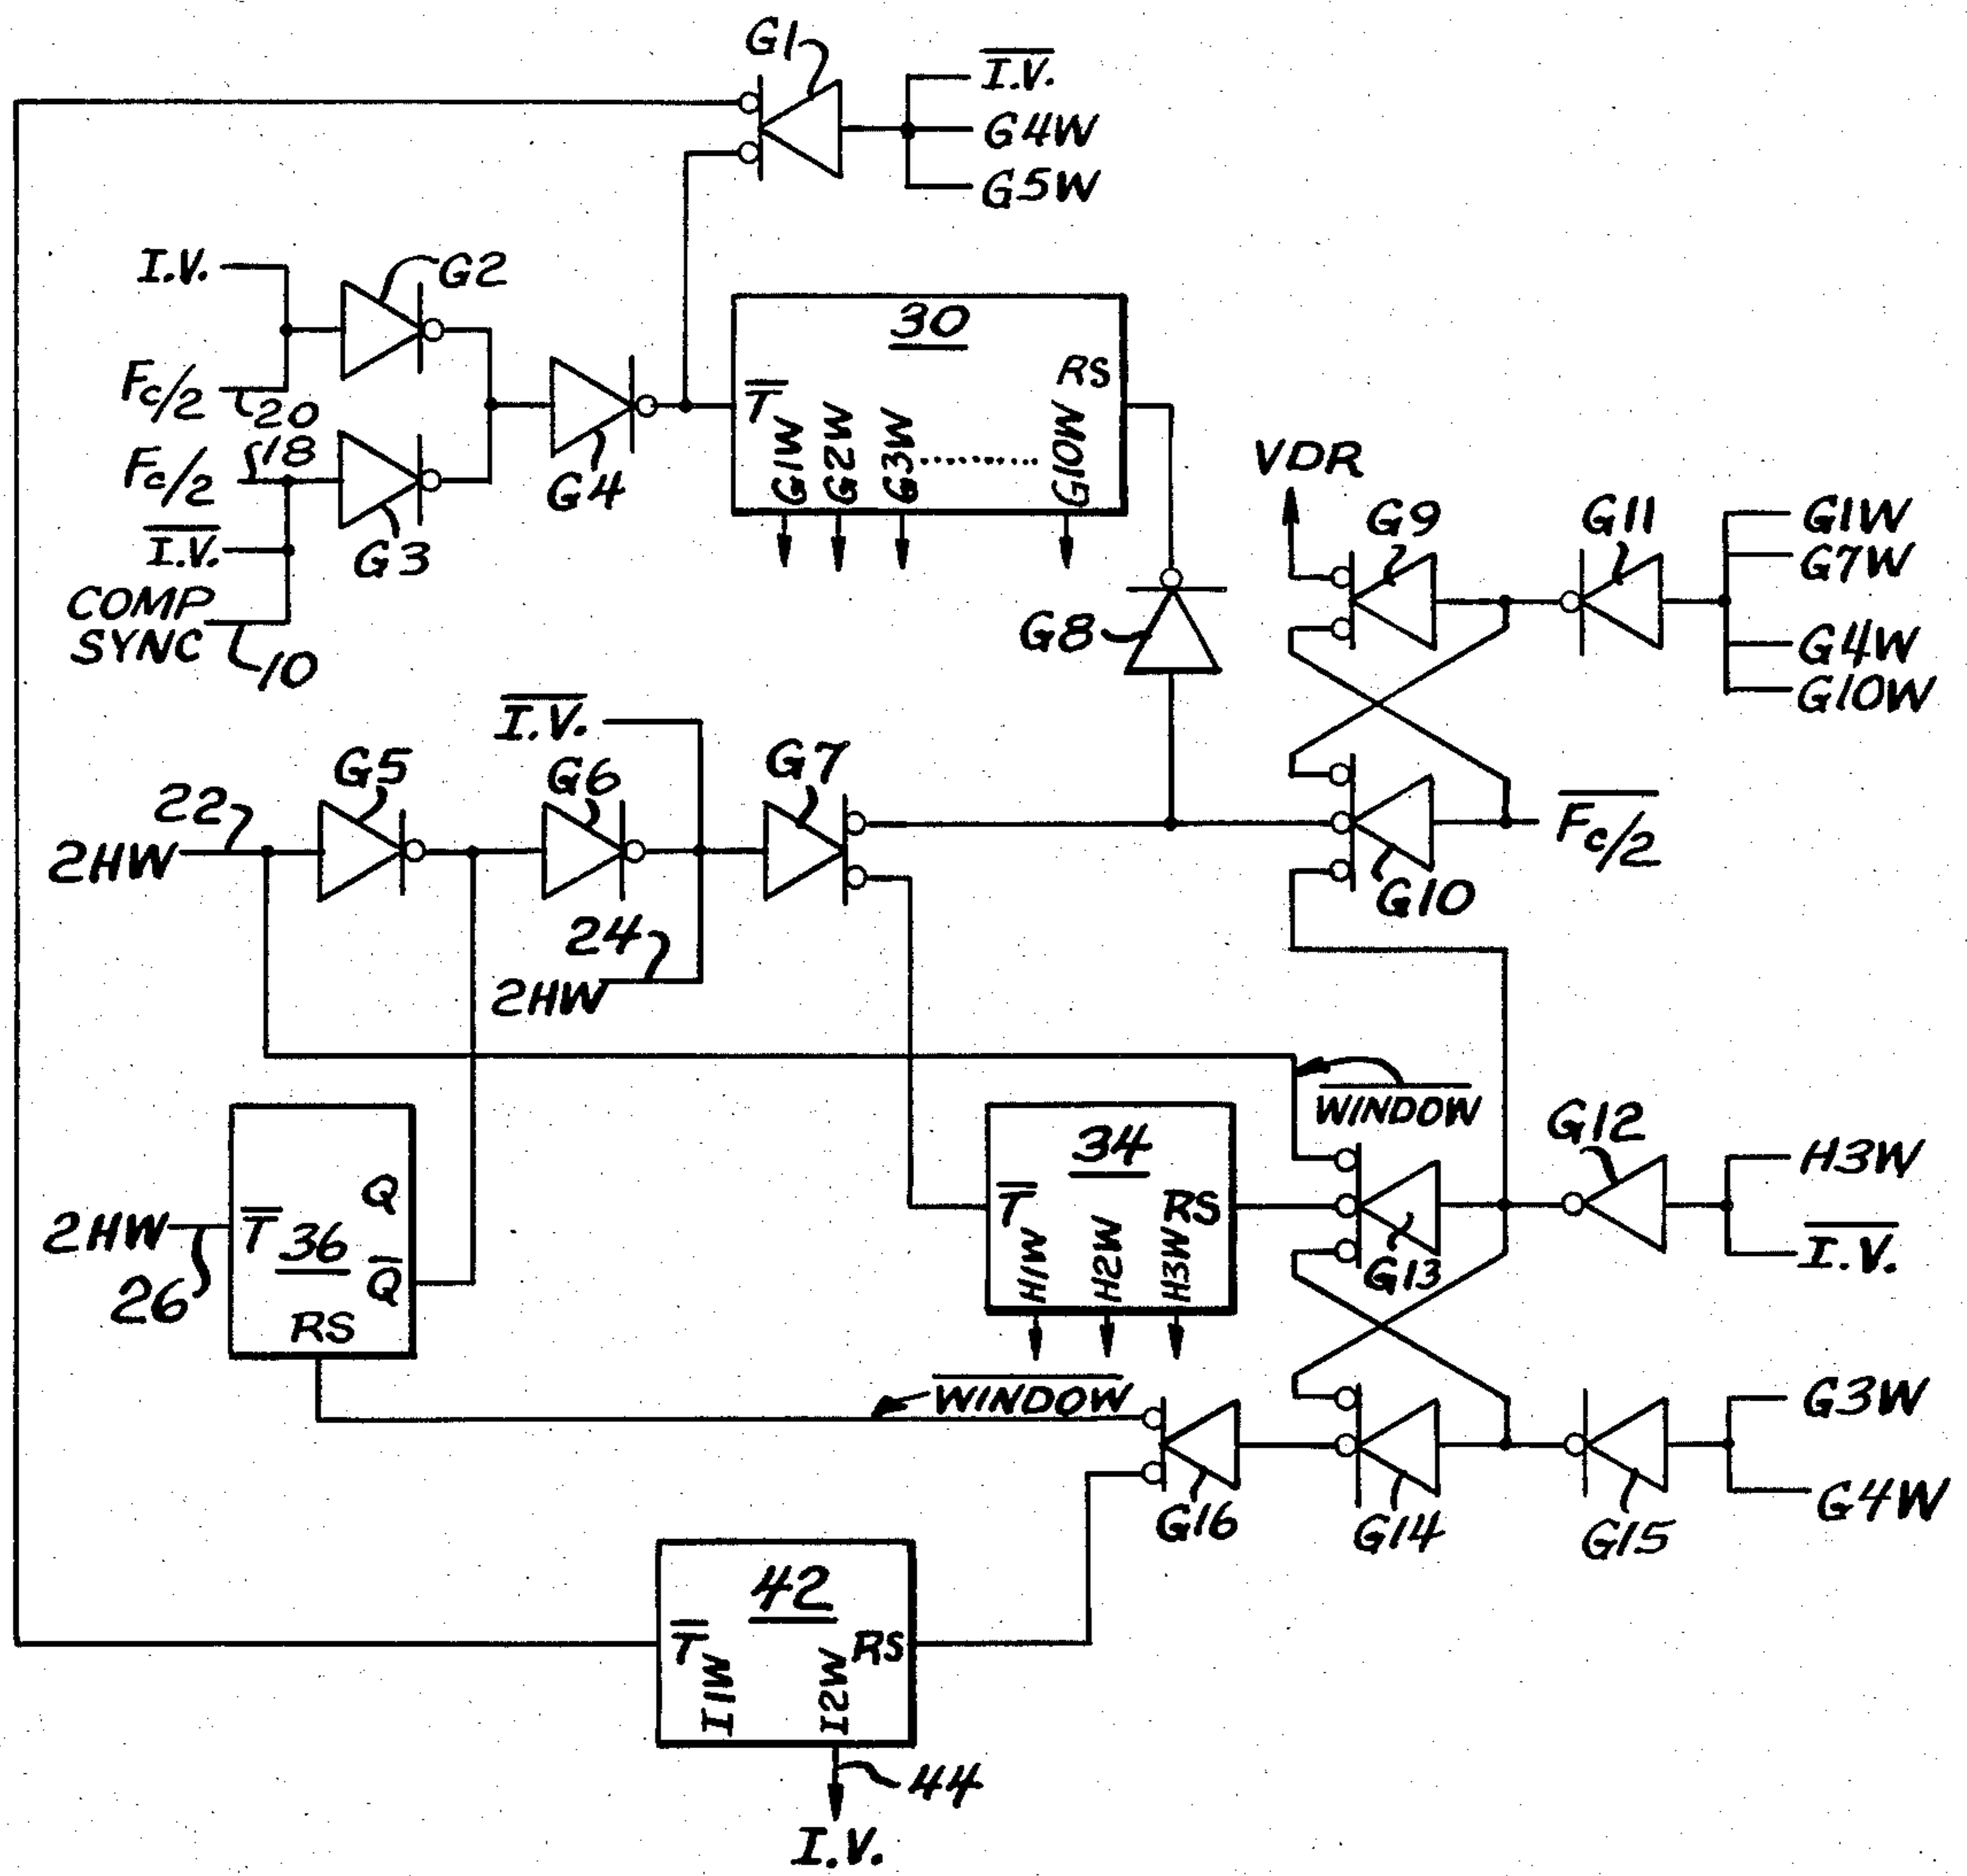 G1
I.V.
G4W
G5W
I.V.
G2
Fc/2
20
18
Fc/2
I.V.
COMP
SYNC
10
G3
G4
30
T
RS
G1W
G2W
G3W..........
G10W
VDR
G9
G11
G1W
G7W
G4W
G10W
G8
I.V.
22
2HW
G5
G6
G7
24
2HW
Fc/2
G10
WINDOW
36
T
Q
Q
RS
2HW
26
34
T
RS
H1W
H2W
H3W
G12
H3W
I.V.
G13
WINDOW
G16
G14
G15
G3W
G4W
42
T
I1W
I2W
RS
44
I.V.